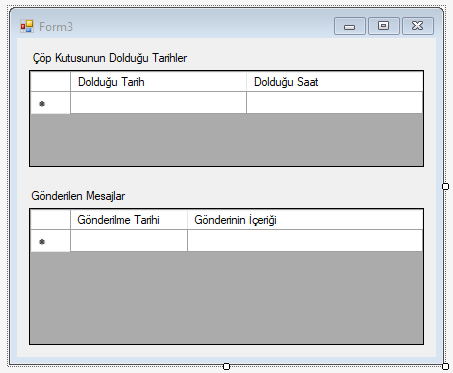 Form3
Çöp Kutusunun Dolduğu Tarihler
Dolduğu Tarih Dolduğu Saat
Gönderilen Mesajlar
Gönderilme Tarihi Gönderinin İçeriği